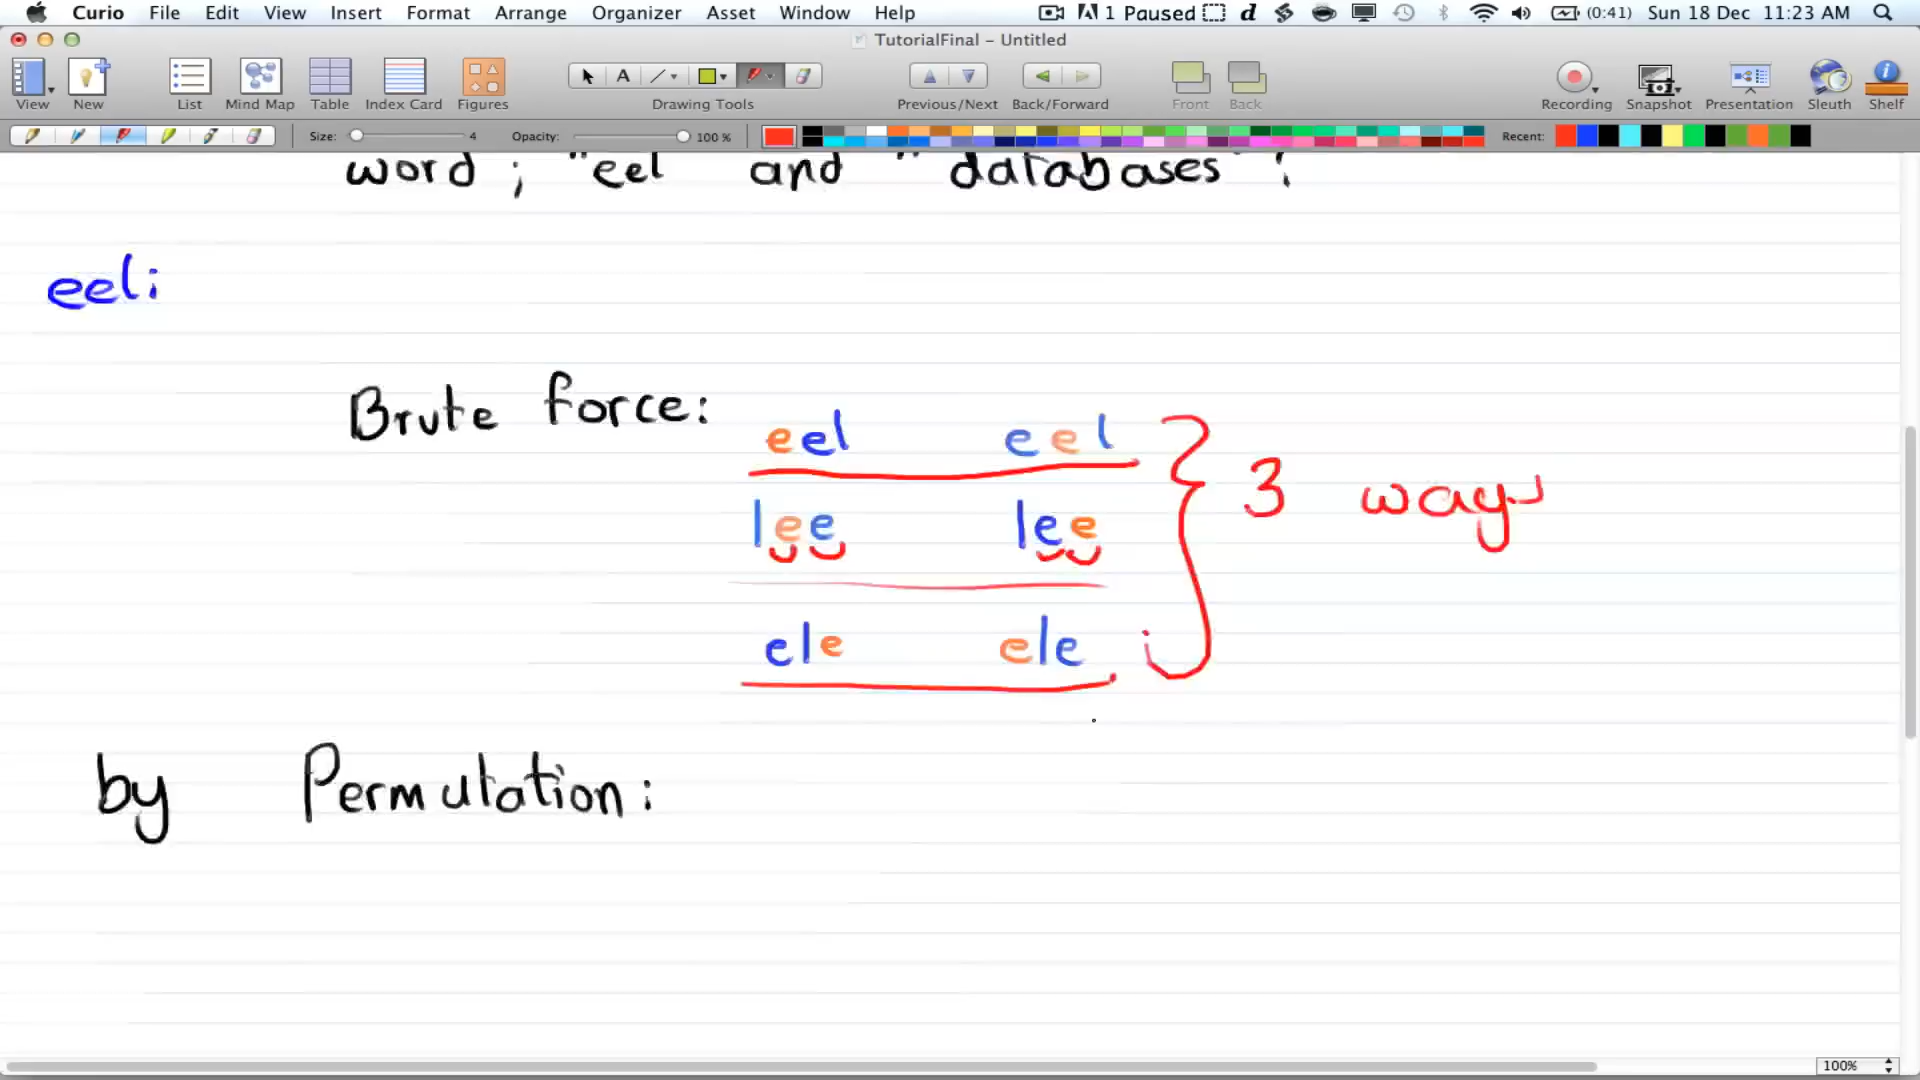 Curio File Edit View Insert Format Arrange Organizer Asset Window Help 1 Paused d (0:41) Sun 18 Dec 11:23 AM
TutorialFinal – Untitled
View New List Mind Map Table Index Card Figures A Drawing Tools Previous/Next Back/Forward Front Back Recording Snapshot Presentation Sleuth Shelf
Size: 4 Opacity: 100 % Recent:
word ; "eel and " databases" ?
eel:
Brute force:
eel eel
lee lee
ele ele
3 ways
by Permutation:
100%